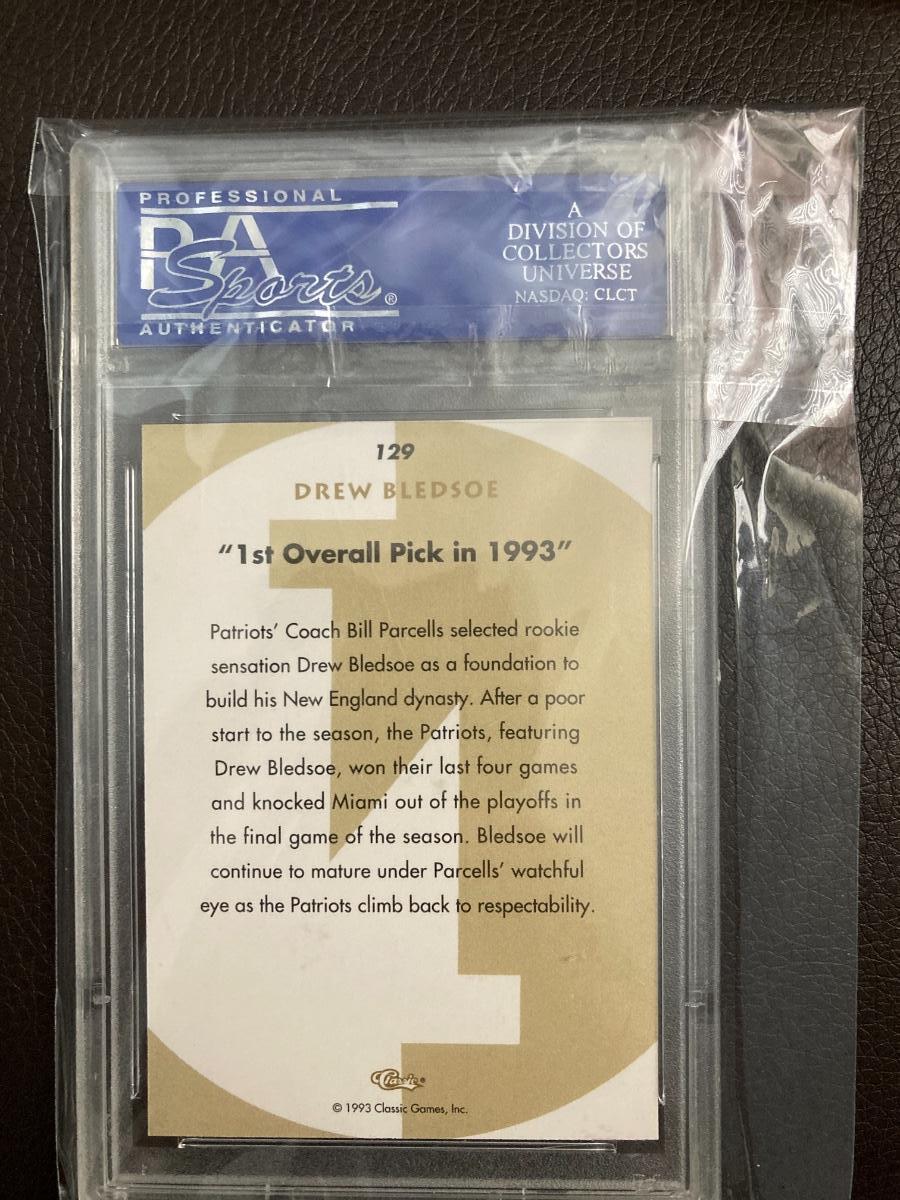 PROFESSIONAL
PSA
Sports®
AUTHENTICATOR
A
DIVISION OF
COLLECTORS
UNIVERSE
NASDAQ: CLCT
129
DREW BLEDSOE
“1st Overall Pick in 1993”
Patriots’ Coach Bill Parcells selected rookie
sensation Drew Bledsoe as a foundation to
build his New England dynasty. After a poor
start to the season, the Patriots, featuring
Drew Bledsoe, won their last four games
and knocked Miami out of the playoffs in
the final game of the season. Bledsoe will
continue to mature under Parcells’ watchful
eye as the Patriots climb back to respectability.
Classic®
© 1993 Classic Games, Inc.